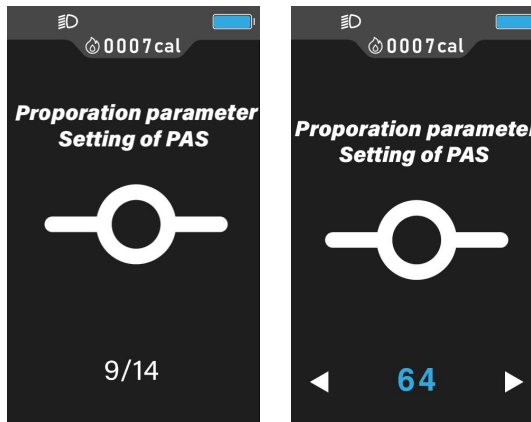 0007cal
Proporation parameter
Setting of PAS
9/14
0007cal
Proporation parameter
Setting of PAS
64